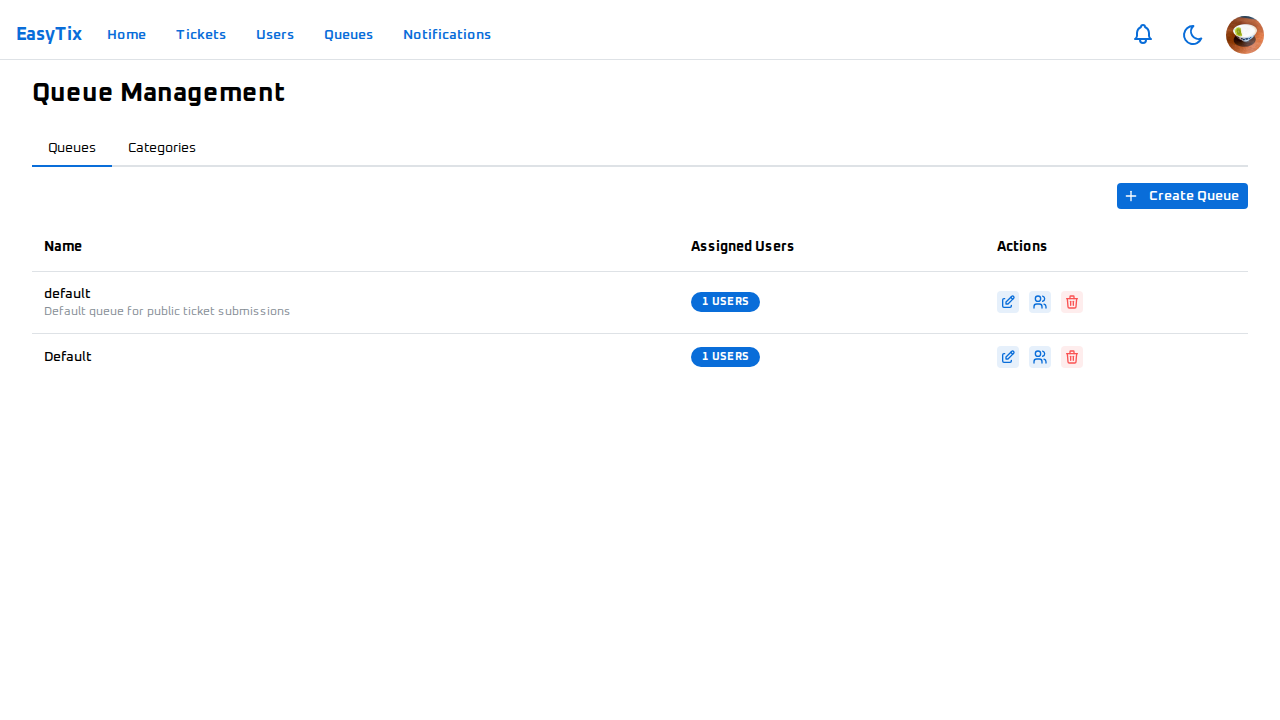 EasyTix Home Tickets Users Queues Notifications
Queue Management
Queues Categories
Create Queue
Name Assigned Users Actions
default
Default queue for public ticket submissions
1 USERS
Default 1 USERS